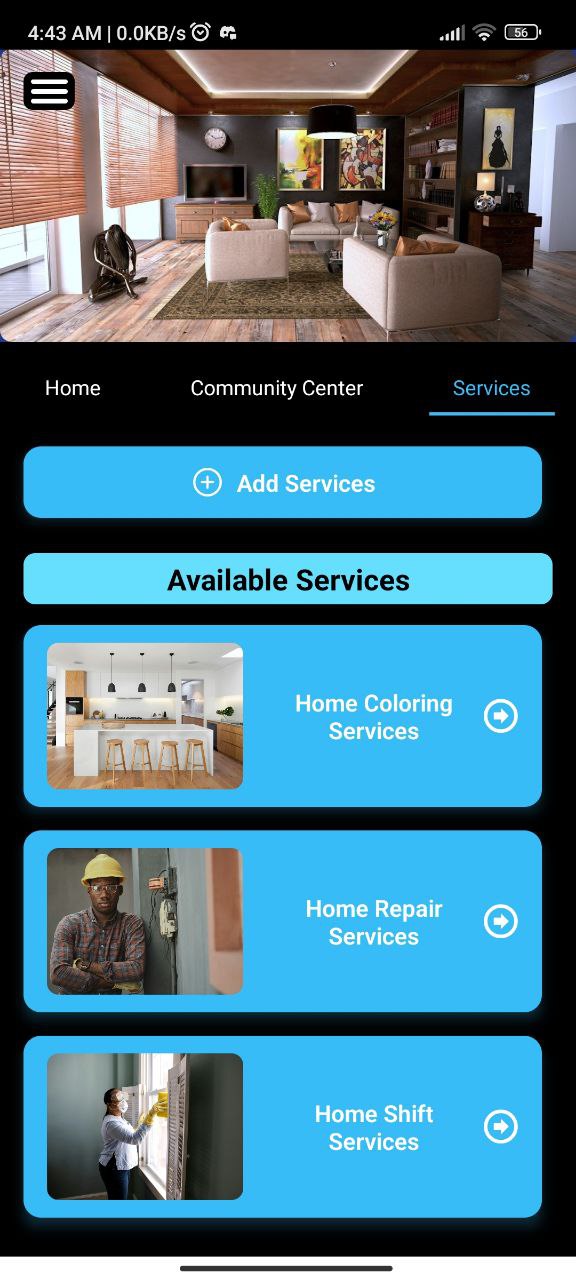 4:43 AM | 0.0KB/s
56
Home
Community Center
Services
Add Services
Available Services
Home Coloring
Services
Home Repair
Services
Home Shift
Services